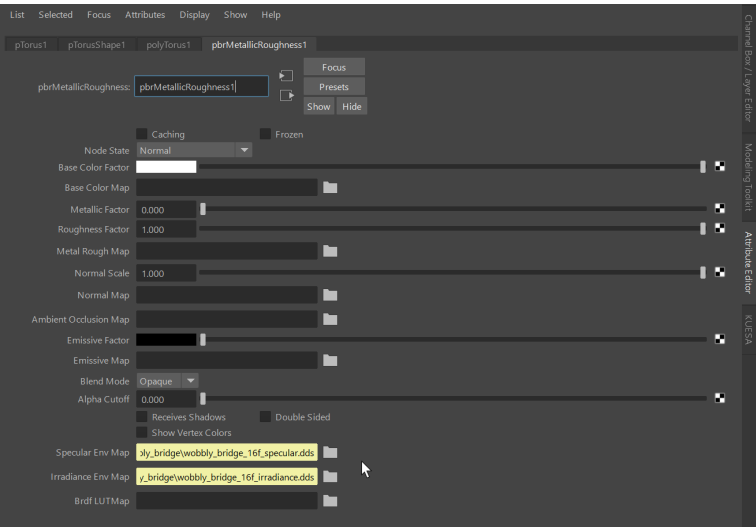 List Selected Focus Attributes Display Show Help
pTorus1 pTorusShape1 polyTorus1 pbrMetallicRoughness1
Focus
pbrMetallicRoughness: pbrMetallicRoughness1
Presets
Show Hide
Caching Frozen
Node State Normal
Base Color Factor
Base Color Map
Metallic Factor 0.000
Roughness Factor 1.000
Metal Rough Map
Normal Scale 1.000
Normal Map
Ambient Occlusion Map
Emissive Factor
Emissive Map
Blend Mode Opaque
Alpha Cutoff 0.000
Receives Shadows Double Sided
Show Vertex Colors
Specular Env Map bly_bridge\wobbly_bridge_16f_specular.dds
Irradiance Env Map y_bridge\wobbly_bridge_16f_irradiance.dds
Brdf LUTMap
Channel Box / Layer Editor
Modeling Toolkit
Attribute Editor
KUESA